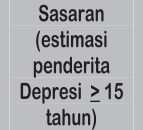 Sasaran
(estimasi
penderita
Depresi ≥ 15
tahun)